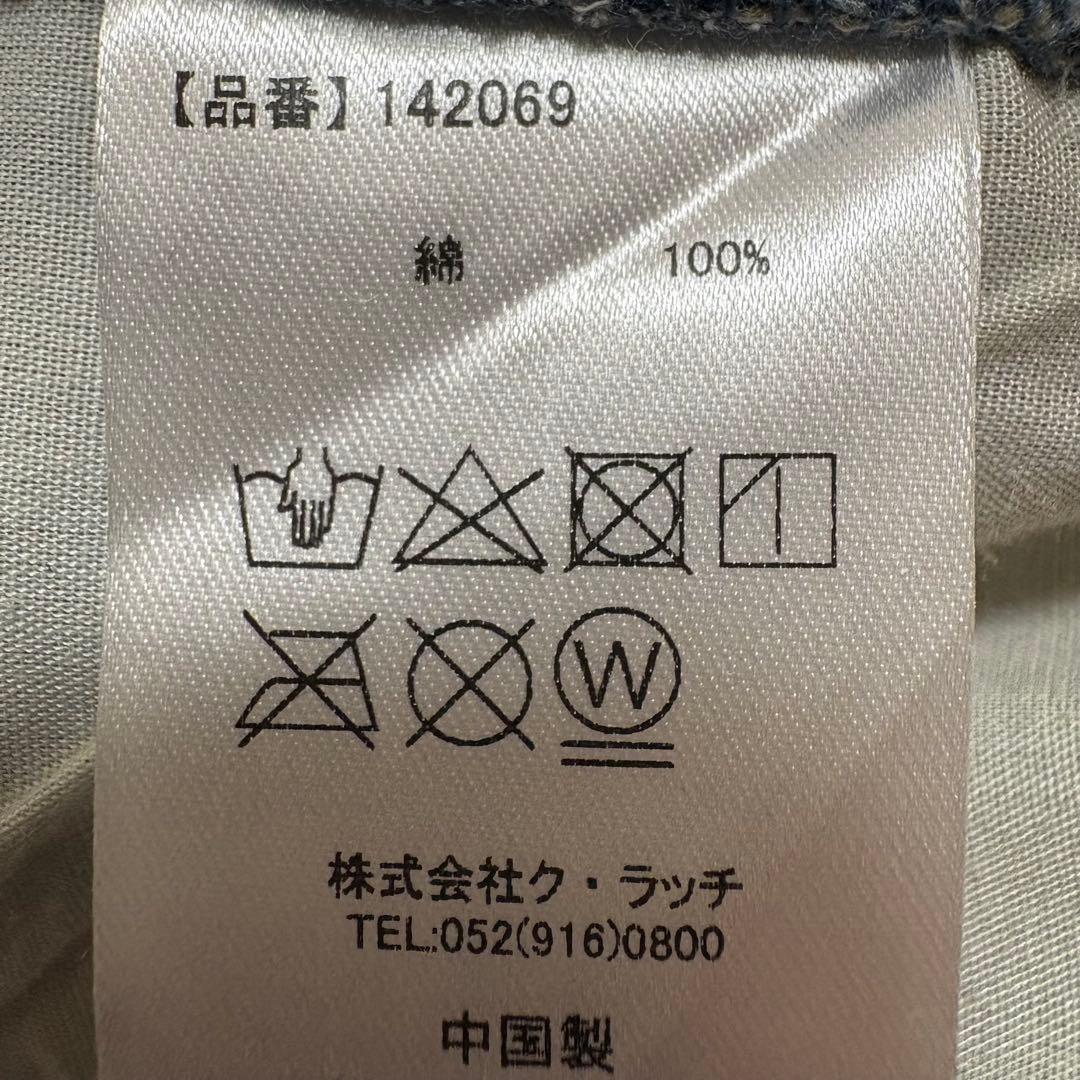 【品番】142069
綿 100%
W
株式会社ク・ラッチ
TEL:052(916)0800
中国製